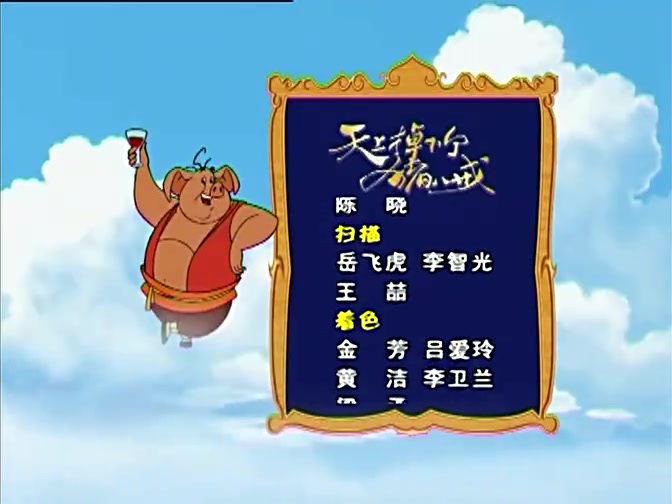 天上掉下个
猪八戒
陈 晓
扫描
岳飞虎 李智光
王 喆
着色
金 芳 吕爱玲
黄 洁 李卫兰